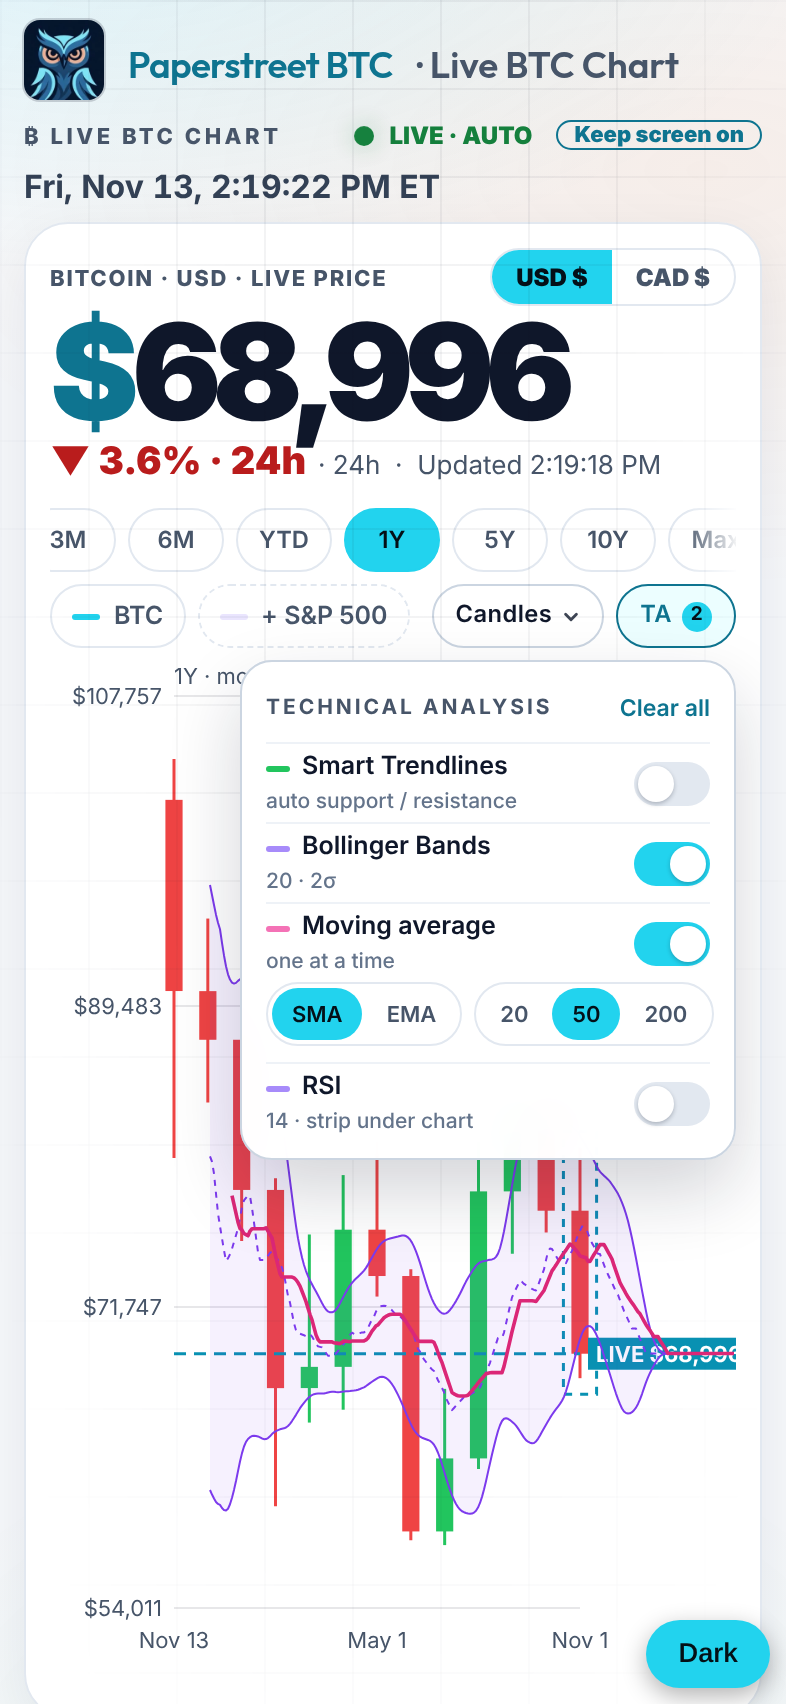 Paperstreet BTC · Live BTC Chart
₿ LIVE BTC CHART
LIVE · AUTO
Keep screen on
Fri, Nov 13, 2:19:22 PM ET
BITCOIN · USD · LIVE PRICE
USD $
CAD $
$68,996
▼ 3.6% · 24h · 24h · Updated 2:19:18 PM
3M
6M
YTD
1Y
5Y
10Y
Max
BTC
+ S&P 500
Candles
TA 2
1Y ·
$107,757
TECHNICAL ANALYSIS
Clear all
Smart Trendlines
auto support / resistance
Bollinger Bands
20 · 2σ
Moving average
one at a time
SMA
EMA
20
50
200
RSI
14 · strip under chart
$89,483
$71,747
LIVE $68,996
$54,011
Nov 13
May 1
Nov 1
Dark